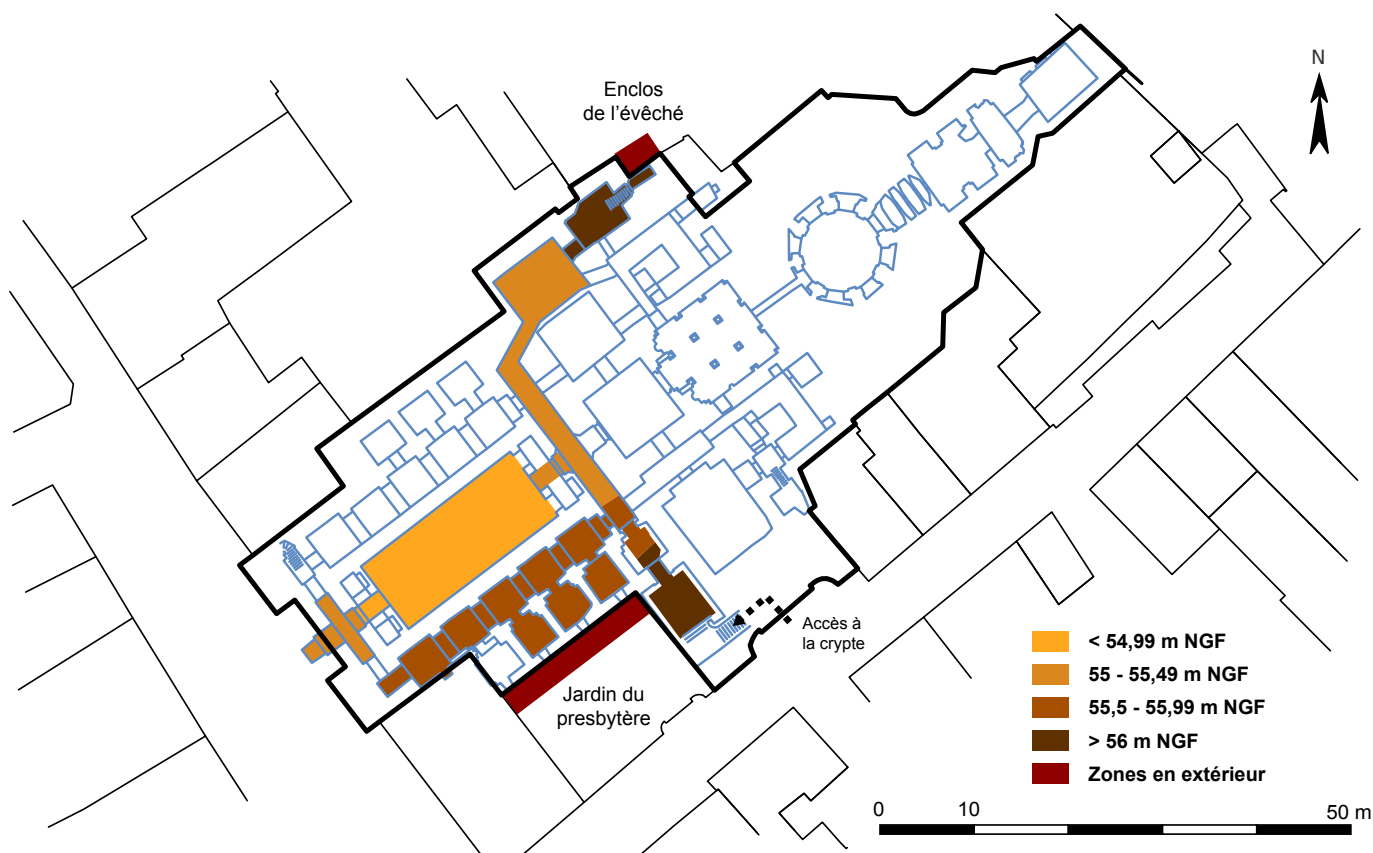 N
Enclos
de l'évêché
Accès à
la crypte
Jardin du
presbytère
< 54,99 m NGF
55 - 55,49 m NGF
55,5 - 55,99 m NGF
> 56 m NGF
Zones en extérieur
0 10 50 m